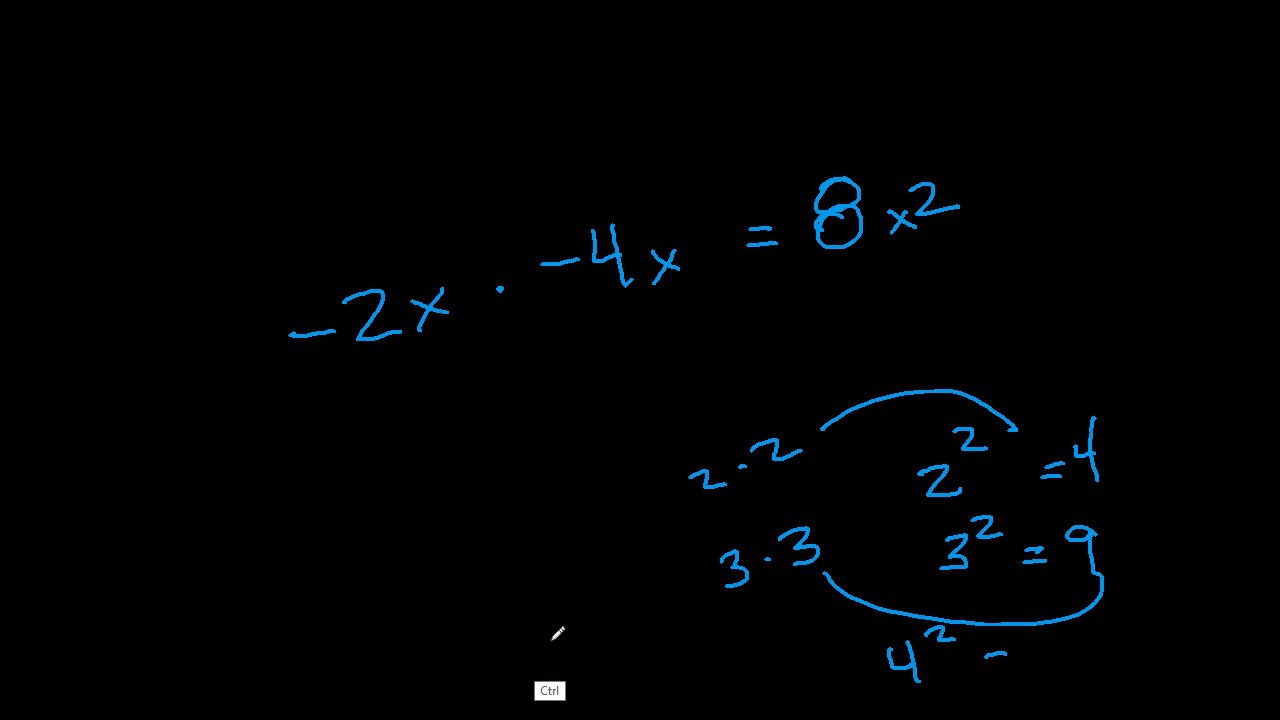 -2x · -4x = 8x²
2 · 2 2² = 4
3 · 3 3² = 9
4² -
Ctrl